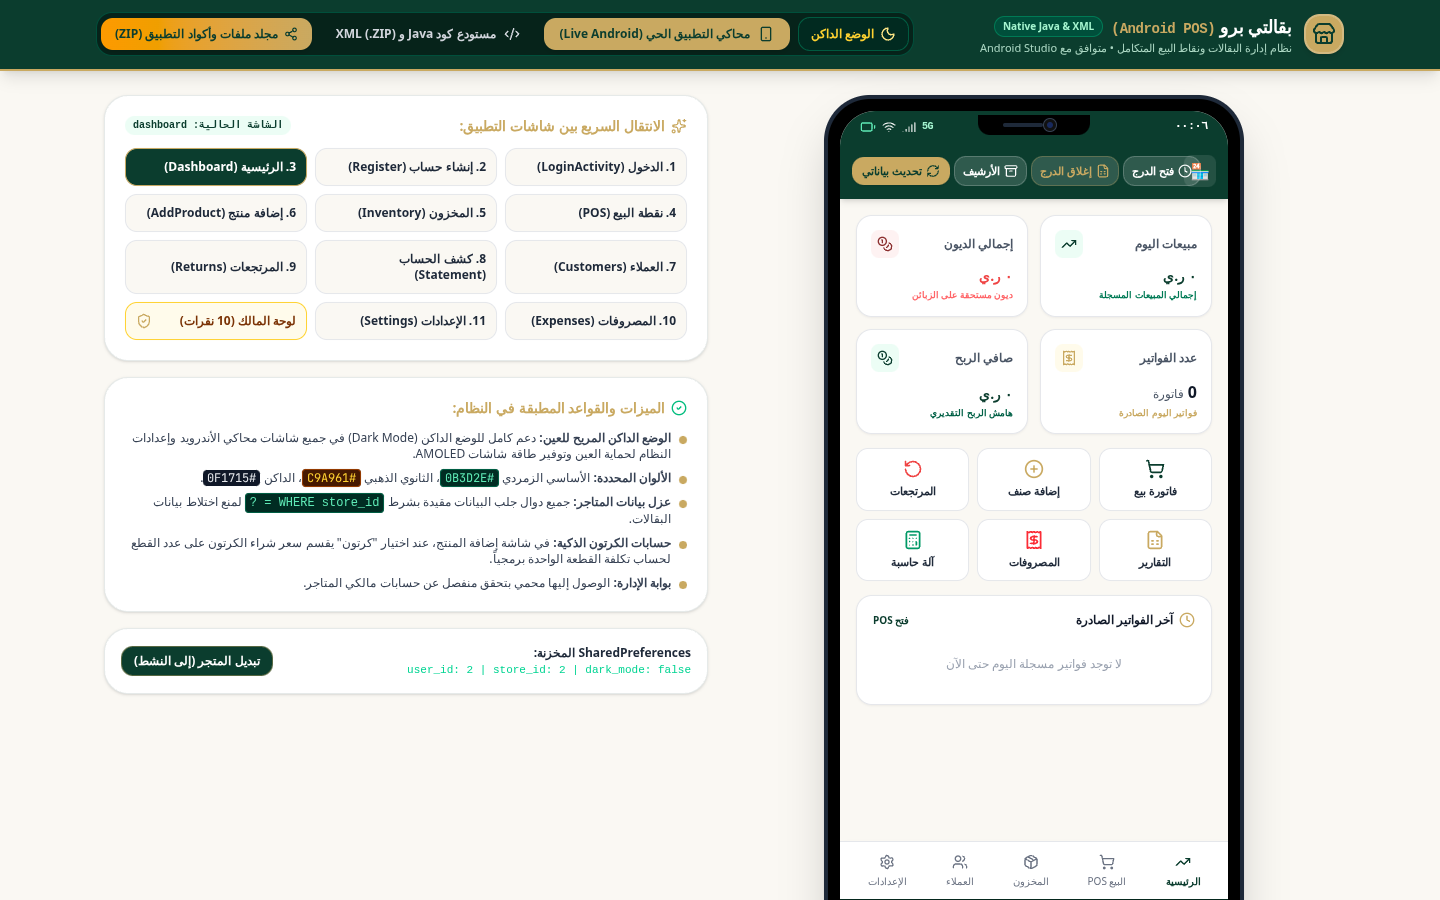 بقالتي برو (Android POS) Native Java & XML
نظام إدارة البقالات ونقاط البيع المتكامل • متوافق مع Android Studio
الوضع الداكن
محاكي التطبيق الحي (Live Android)
مستودع كود Java و XML (.ZIP)
مجلد ملفات وأكواد التطبيق (ZIP)
٠٠:٠٦
5G
فتح الدرج
إغلاق الدرج
الأرشيف
تحديث بياناتي
مبيعات اليوم
٠ ر.ي
إجمالي المبيعات المسجلة
إجمالي الديون
٠ ر.ي
ديون مستحقة على الزبائن
عدد الفواتير
0 فاتورة
فواتير اليوم الصادرة
صافي الربح
٠ ر.ي
هامش الربح التقديري
فاتورة بيع
إضافة صنف
المرتجعات
التقارير
المصروفات
آلة حاسبة
آخر الفواتير الصادرة
فتح POS
لا توجد فواتير مسجلة اليوم حتى الآن
الرئيسية
البيع POS
المخزون
العملاء
الإعدادات
الانتقال السريع بين شاشات التطبيق:
الشاشة الحالية: dashboard
1. الدخول (LoginActivity)
2. إنشاء حساب (Register)
3. الرئيسية (Dashboard)
4. نقطة البيع (POS)
5. المخزون (Inventory)
6. إضافة منتج (AddProduct)
7. العملاء (Customers)
8. كشف الحساب
(Statement)
9. المرتجعات (Returns)
10. المصروفات (Expenses)
11. الإعدادات (Settings)
لوحة المالك (10 نقرات)
الميزات والقواعد المطبقة في النظام:
الوضع الداكن المريح للعين: دعم كامل للوضع الداكن (Dark Mode) في جميع شاشات محاكي الأندرويد وإعدادات
النظام لحماية العين وتوفير طاقة شاشات AMOLED.
الألوان المحددة: الأساسي الزمردي #0B3D2E، الثانوي الذهبي #C9A961، الداكن #0F1715.
عزل بيانات المتاجر: جميع دوال جلب البيانات مقيدة بشرط WHERE store_id = ? لمنع اختلاط بيانات
البقالات.
حسابات الكرتون الذكية: في شاشة إضافة المنتج، عند اختيار "كرتون" يقسم سعر شراء الكرتون على عدد القطع
لحساب تكلفة القطعة الواحدة برمجياً.
بوابة الإدارة: الوصول إليها محمي بتحقق منفصل عن حسابات مالكي المتاجر.
SharedPreferences المخزنة:
user_id: 2 | store_id: 2 | dark_mode: false
تبديل المتجر (إلى النشط)